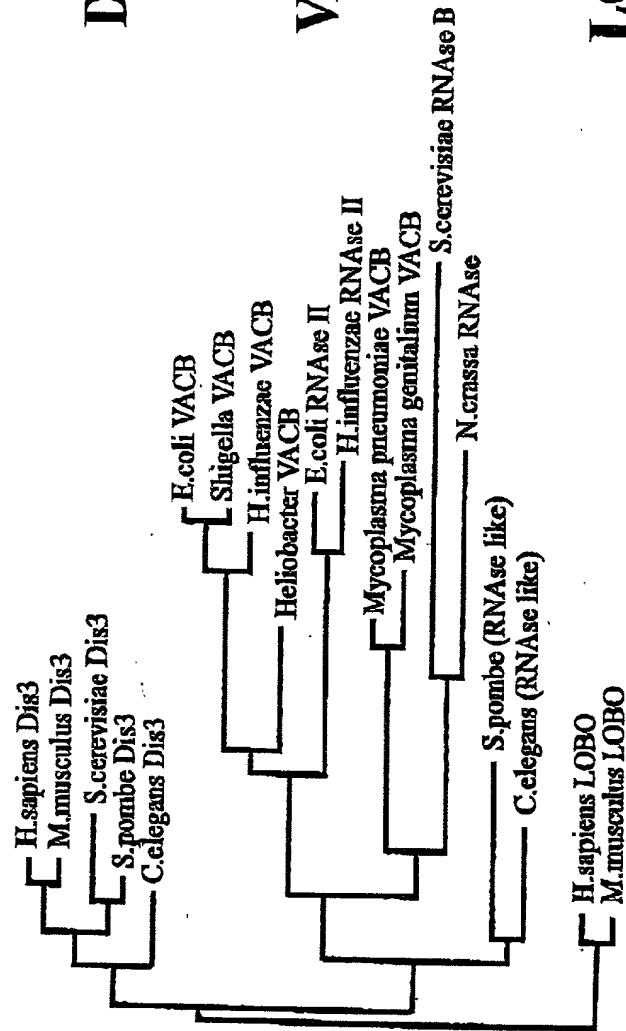 H.sapiens Dis3
M.musculus Dis3
S.cerevisiae Dis3
S.pombe Dis3
C.elegans Dis3
E.coli VACB
Shigella VACB
H.influenzae VACB
Heliobacter VACB
E.coli RNAse II
H.influenzae RNAse II
Mycoplasma pneumoniae VACB
Mycoplasma genitalium VACB
S.cerevisiae RNAse B
N.crassa RNAse
S.pombe (RNAse like)
C.elegans (RNAse like)
H.sapiens LOBO
M.musculus LOBO